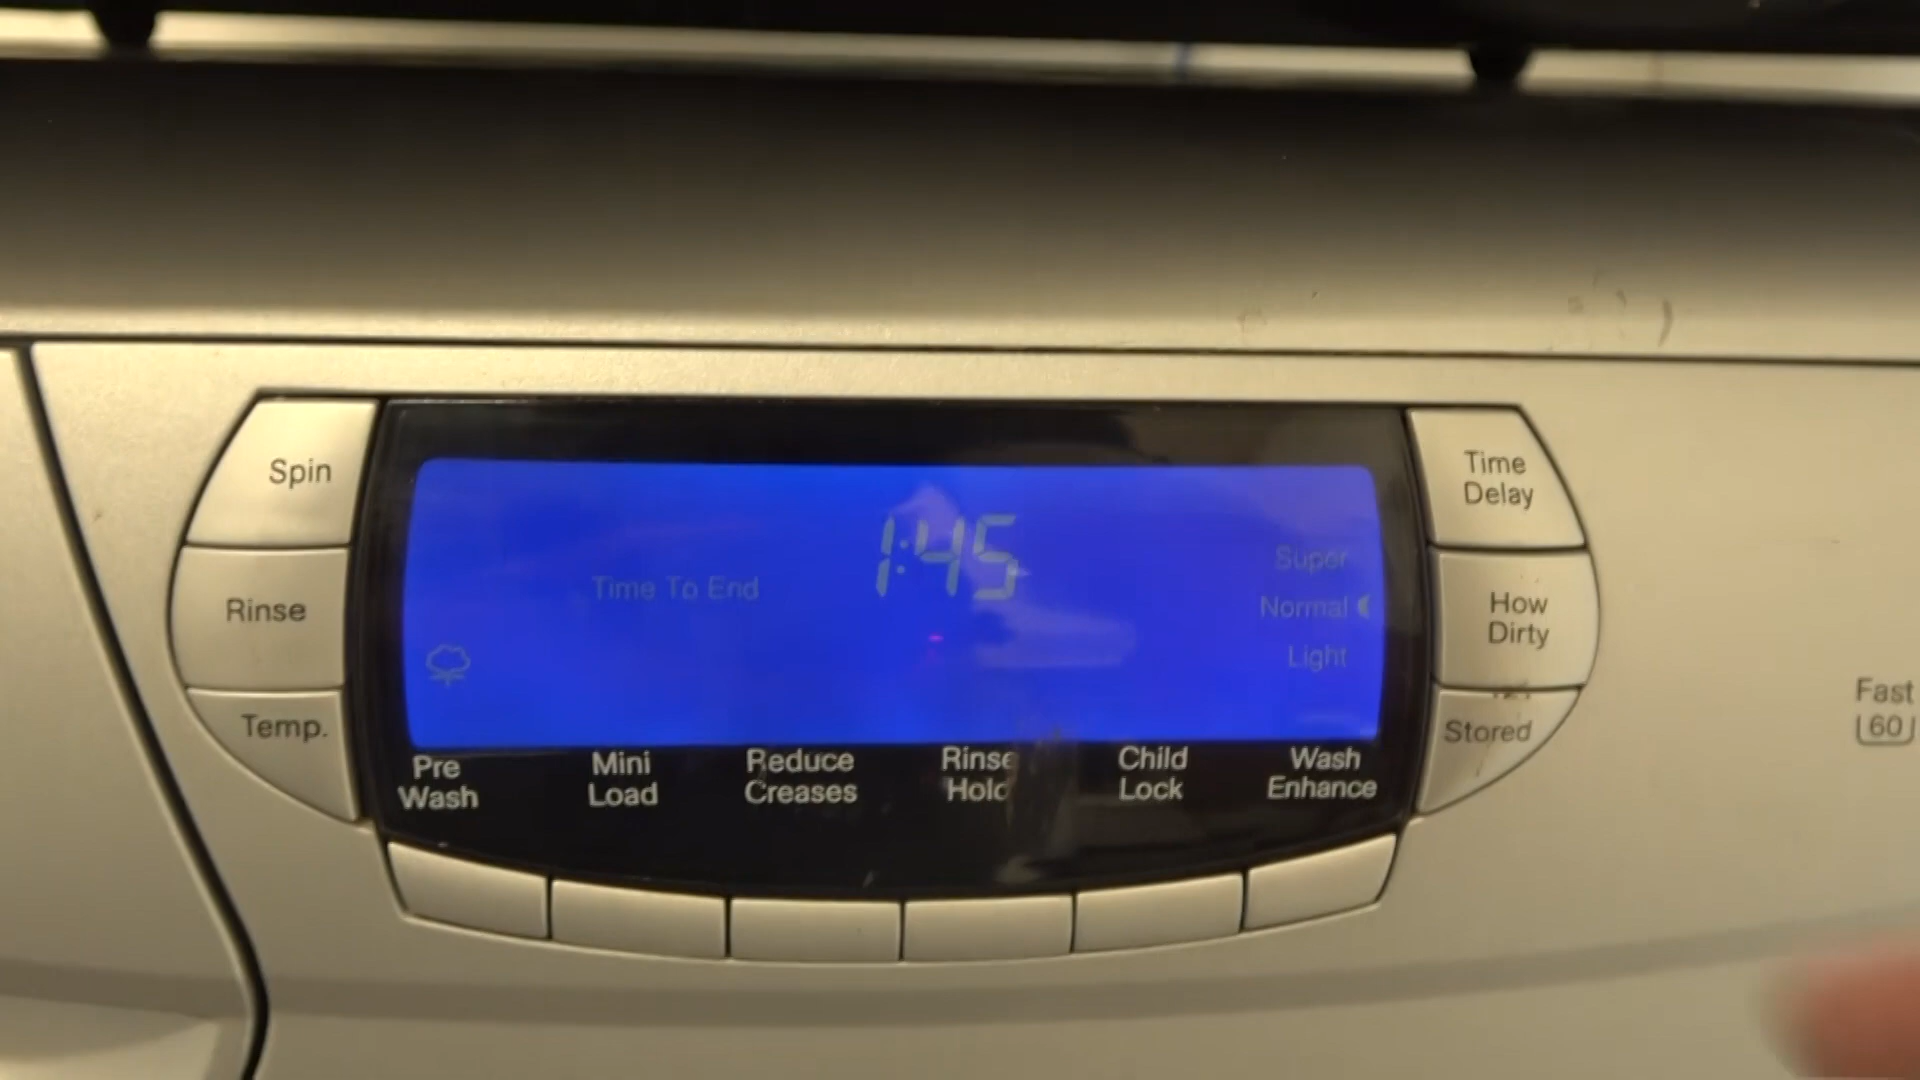 Spin
Rinse
Temp.
1:45
Time To End
Super
Normal
Light
Time
Delay
How
Dirty
Stored
Fast
60
Pre
Wash
Mini
Load
Reduce
Creases
Rinse
Hold
Child
Lock
Wash
Enhance